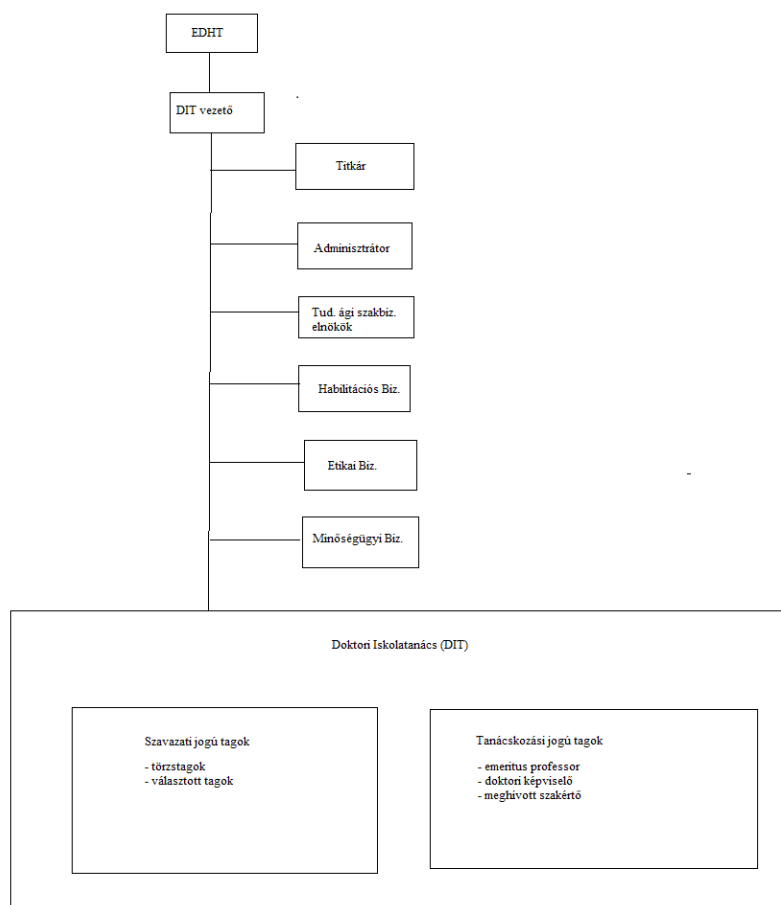 EDHT
DIT vezető
Titkár
Adminisztrátor
Tud. ági szakbiz.
elnökök
Habilitációs Biz.
Etikai Biz.
Minőségügyi Biz.
Doktori Iskolatanács (DIT)
Szavazati jogú tagok
- törzstagok
- választott tagok
Tanácskozási jogú tagok
- emeritus professor
- doktori képviselő
- meghívott szakértő